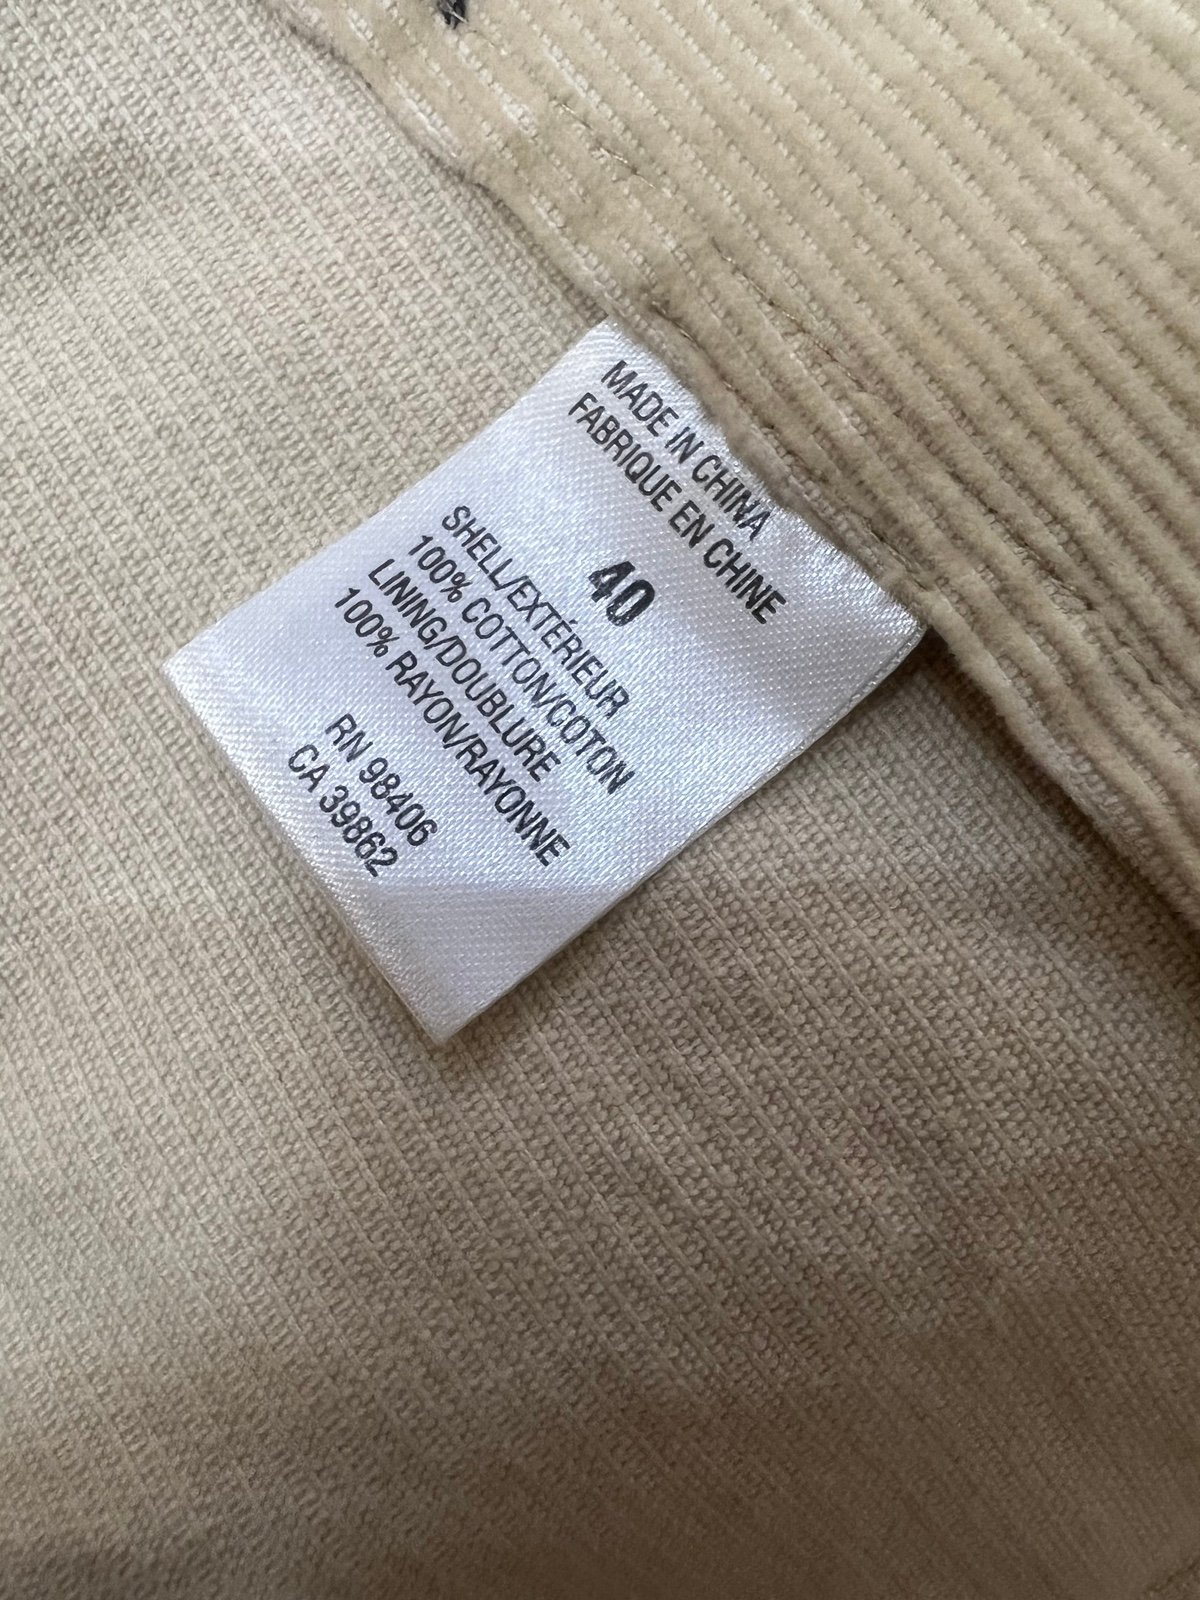 MADE IN CHINA
FABRIQUE EN CHINE
40
SHELL/EXTÉRIEUR
100% COTTON/COTON
LINING/DOUBLURE
100% RAYON/RAYONNE
RN 98406
CA 39862